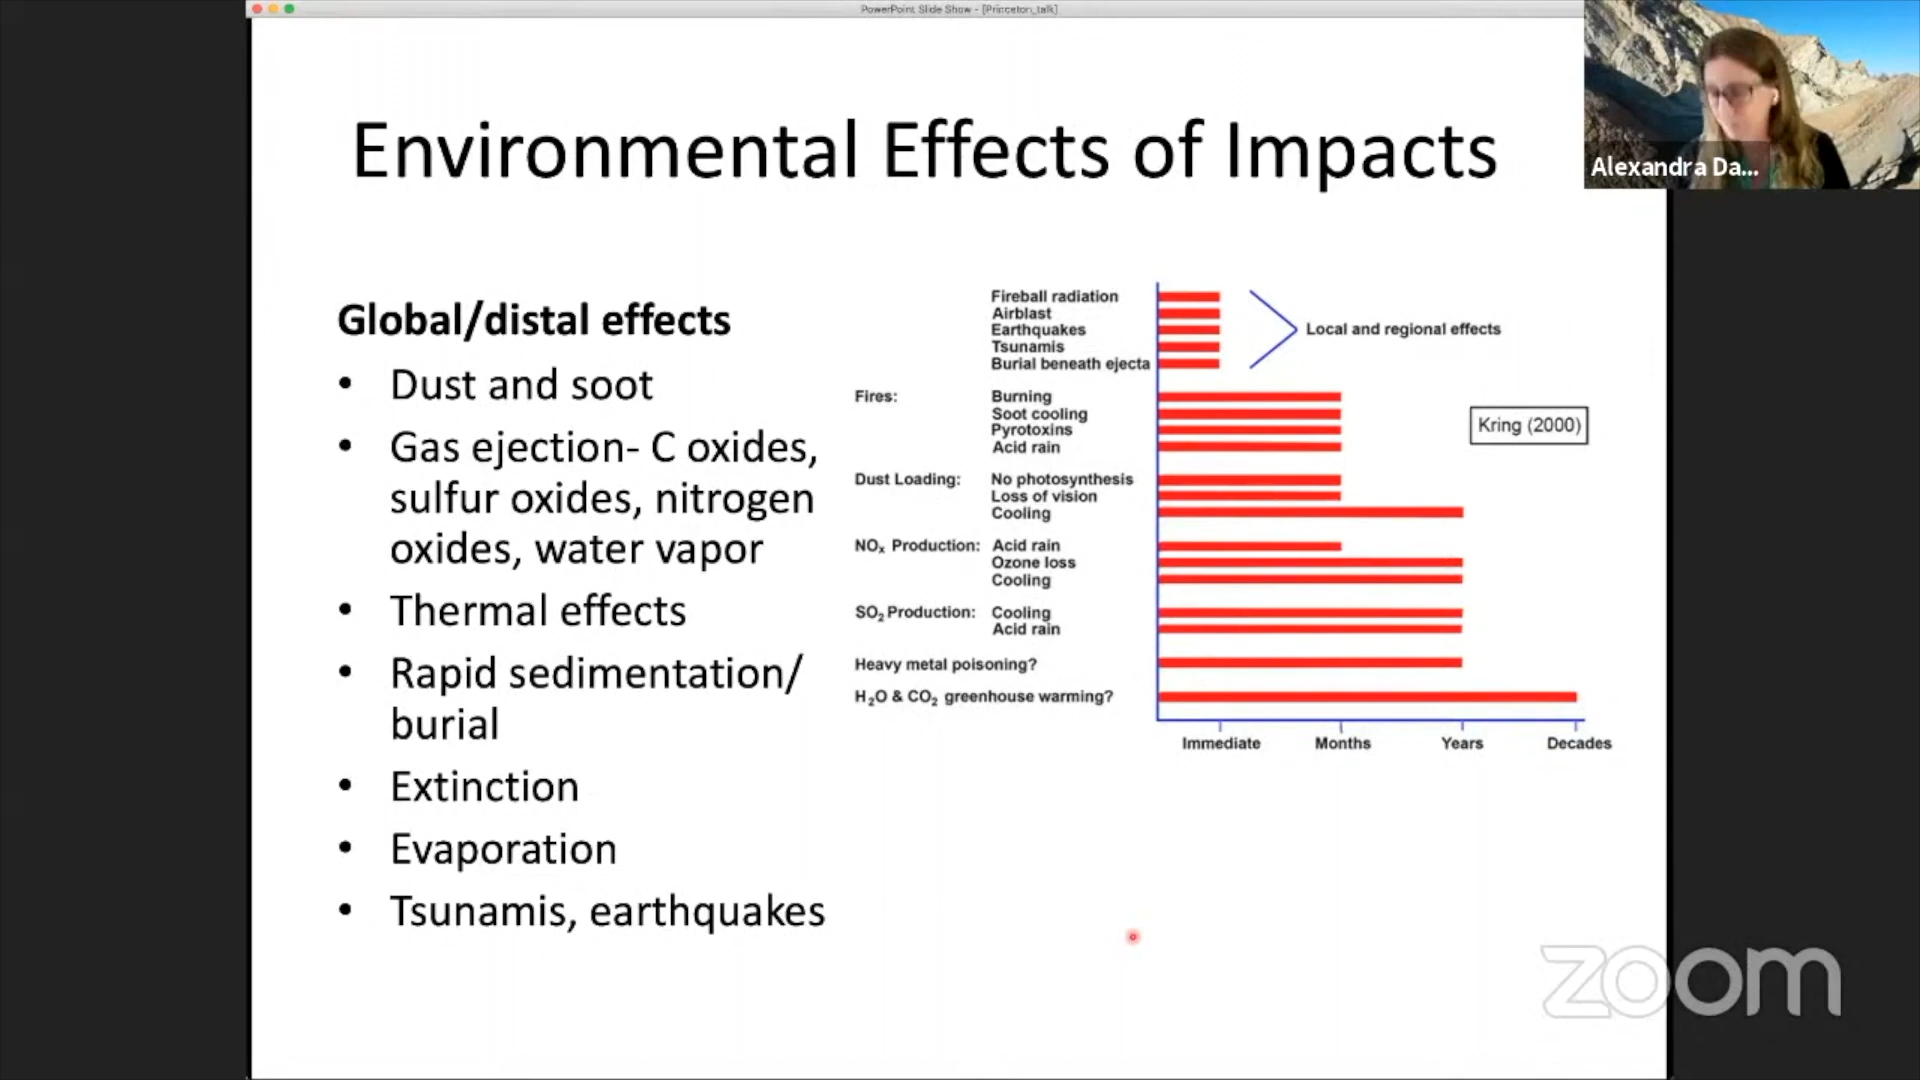 PowerPoint Slide Show - [Princeton_talk]
Alexandra Da...
Environmental Effects of Impacts
Global/distal effects
• Dust and soot
• Gas ejection- C oxides,
sulfur oxides, nitrogen
oxides, water vapor
• Thermal effects
• Rapid sedimentation/
burial
• Extinction
• Evaporation
• Tsunamis, earthquakes
Fireball radiation
Airblast
Earthquakes
Tsunamis
Burial beneath ejecta
Local and regional effects
Fires: Burning
Soot cooling
Pyrotoxins
Acid rain
Kring (2000)
Dust Loading: No photosynthesis
Loss of vision
Cooling
NOₓ Production: Acid rain
Ozone loss
Cooling
SO₂ Production: Cooling
Acid rain
Heavy metal poisoning?
H₂O & CO₂ greenhouse warming?
Immediate Months Years Decades
zoom